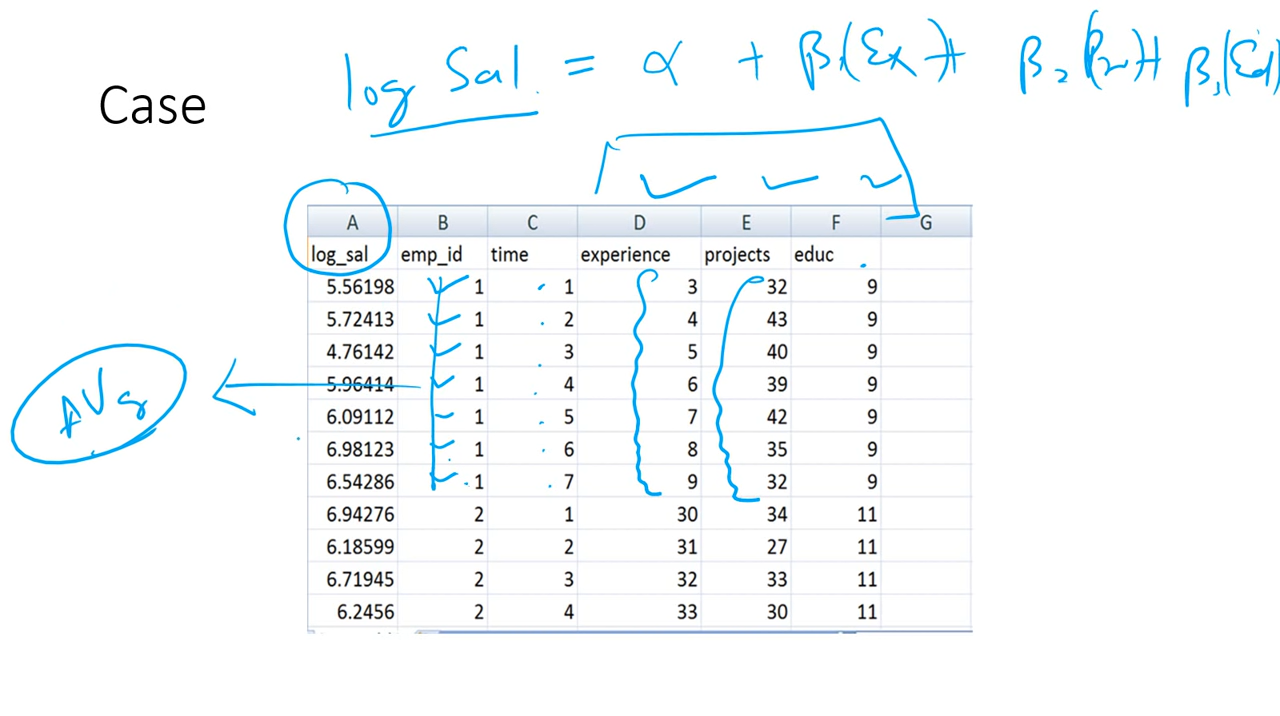 log Sal = α + β₁(Ex) + β₂(Pr) + β₃(Ed)
Case
A B C D E F G
log_sal emp_id time experience projects educ
5.56198 1 1 3 32 9
5.72413 1 2 4 43 9
4.76142 1 3 5 40 9
5.96414 1 4 6 39 9
AVg
6.09112 1 5 7 42 9
6.98123 1 6 8 35 9
6.54286 1 7 9 32 9
6.94276 2 1 30 34 11
6.18599 2 2 31 27 11
6.71945 2 3 32 33 11
6.2456 2 4 33 30 11